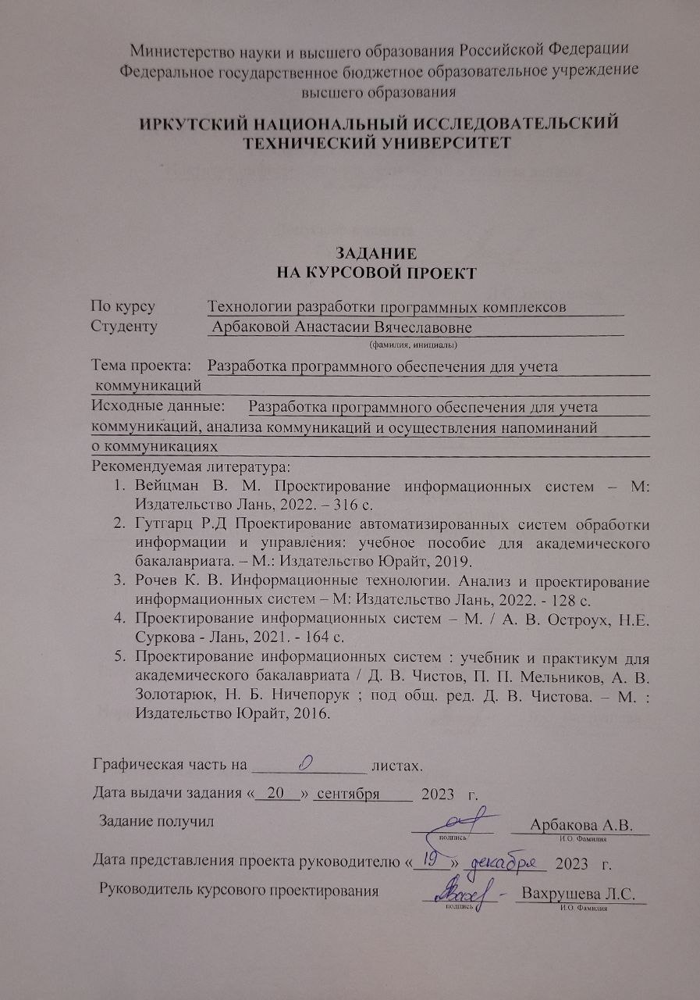 Министерство науки и высшего образования Российской Федерации
Федеральное государственное бюджетное образовательное учреждение
высшего образования
ИРКУТСКИЙ НАЦИОНАЛЬНЫЙ ИССЛЕДОВАТЕЛЬСКИЙ
ТЕХНИЧЕСКИЙ УНИВЕРСИТЕТ
ЗАДАНИЕ
НА КУРСОВОЙ ПРОЕКТ
По курсу Технологии разработки программных комплексов
Студенту Арбаковой Анастасии Вячеславовне
(фамилия, инициалы)
Тема проекта: Разработка программного обеспечения для учета
коммуникаций
Исходные данные: Разработка программного обеспечения для учета
коммуникаций, анализа коммуникаций и осуществления напоминаний
о коммуникациях
Рекомендуемая литература:
1. Вейцман В. М. Проектирование информационных систем – М:
Издательство Лань, 2022. – 316 с.
2. Гутгарц Р.Д Проектирование автоматизированных систем обработки
информации и управления: учебное пособие для академического
бакалавриата. – М.: Издательство Юрайт, 2019.
3. Рочев К. В. Информационные технологии. Анализ и проектирование
информационных систем – М: Издательство Лань, 2022. - 128 с.
4. Проектирование информационных систем – М. / А. В. Остроух, Н.Е.
Суркова - Лань, 2021. - 164 с.
5. Проектирование информационных систем : учебник и практикум для
академического бакалавриата / Д. В. Чистов, П. П. Мельников, А. В.
Золотарюк, Н. Б. Ничепорук ; под общ. ред. Д. В. Чистова. – М. :
Издательство Юрайт, 2016.
Графическая часть на 0 листах.
Дата выдачи задания « 20 » сентября 2023 г.
Задание получил Арбакова А.В.
подпись И.О. Фамилия
Дата представления проекта руководителю « 19 » декабря 2023 г.
Руководитель курсового проектирования Вахрушева Л.С.
подпись И.О. Фамилия